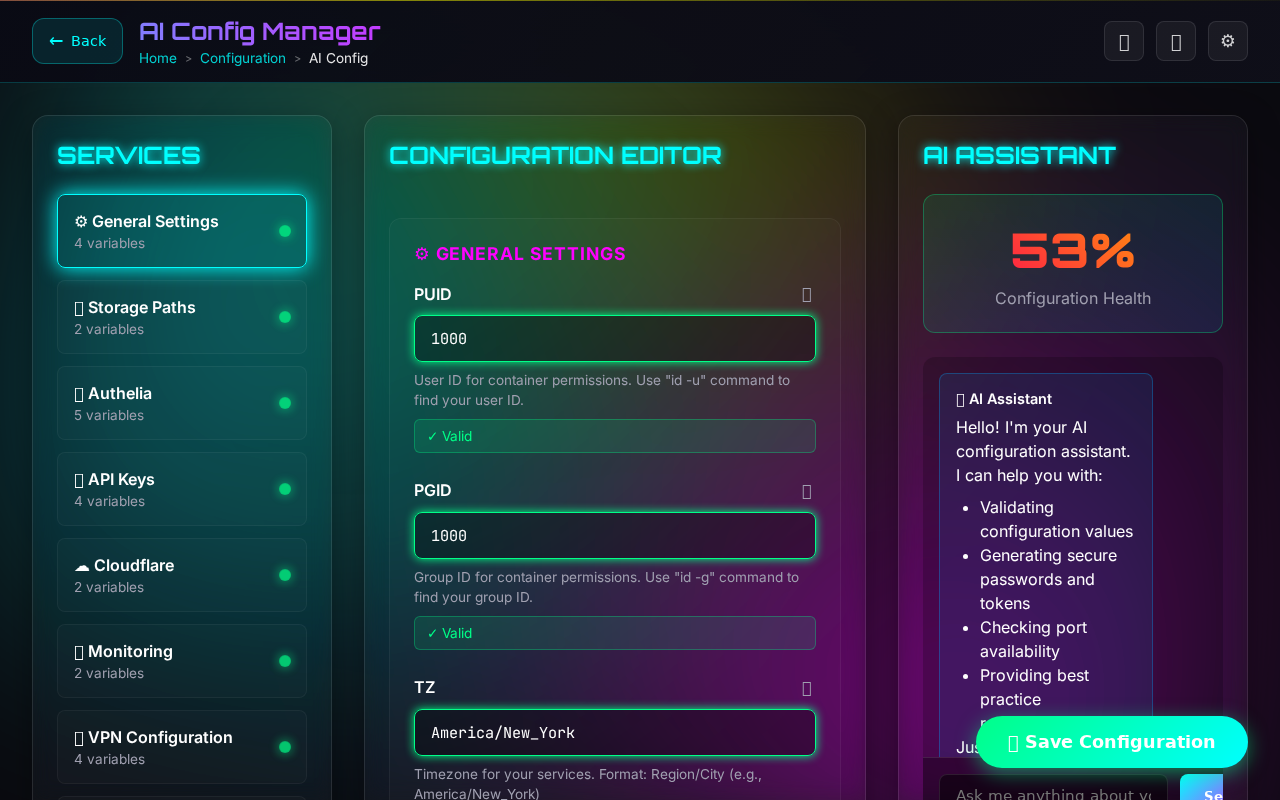 ← Back
AI Config Manager
Home > Configuration > AI Config
⚙
SERVICES
⚙ General Settings
4 variables
Storage Paths
2 variables
Authelia
5 variables
API Keys
4 variables
☁ Cloudflare
2 variables
Monitoring
2 variables
VPN Configuration
4 variables
CONFIGURATION EDITOR
⚙ GENERAL SETTINGS
PUID
1000
User ID for container permissions. Use "id -u" command to
find your user ID.
✓ Valid
PGID
1000
Group ID for container permissions. Use "id -g" command to
find your group ID.
✓ Valid
TZ
America/New_York
Timezone for your services. Format: Region/City (e.g.,
America/New_York)
AI ASSISTANT
53%
Configuration Health
AI Assistant
Hello! I'm your AI
configuration assistant.
I can help you with:
• Validating
configuration values
• Generating secure
passwords and
tokens
• Checking port
availability
• Providing best
practice
Save Configuration
Ask me anything about